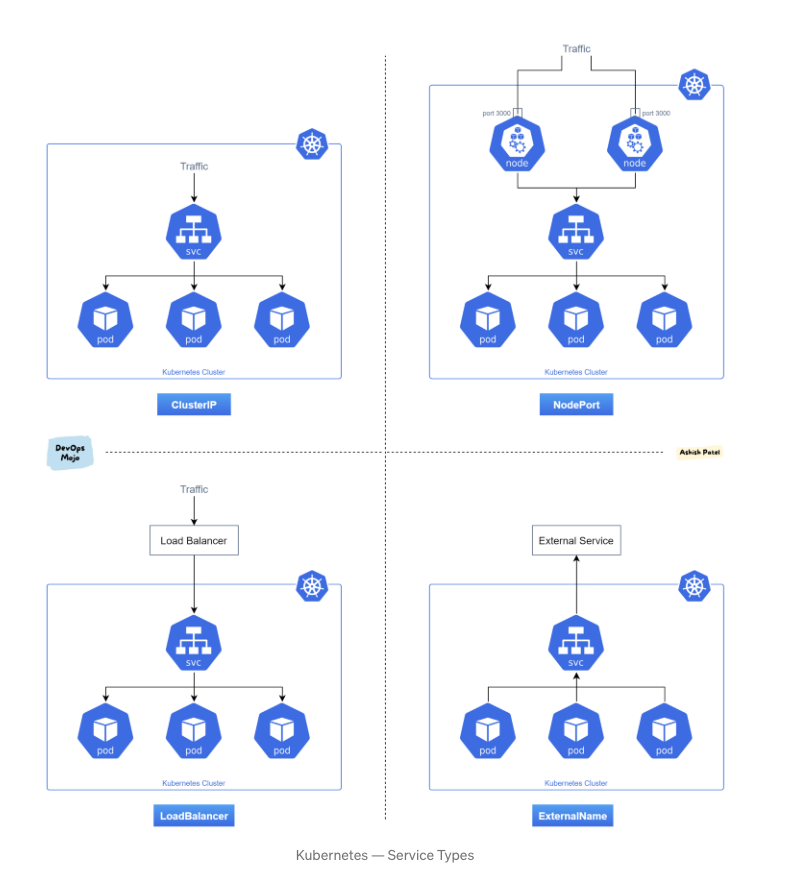 Traffic
svc
pod
pod
pod
Kubernetes Cluster
ClusterIP
Traffic
port 3000
port 3000
node
node
svc
pod
pod
pod
Kubernetes Cluster
NodePort
DevOps
Mojo
Ashish Patel
Traffic
Load Balancer
svc
pod
pod
pod
Kubernetes Cluster
LoadBalancer
External Service
svc
pod
pod
pod
Kubernetes Cluster
ExternalName
Kubernetes — Service Types